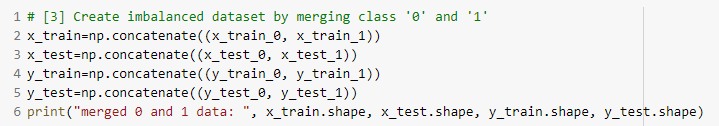 1 # [3] Create imbalanced dataset by merging class '0' and '1'
2 x_train=np.concatenate((x_train_0, x_train_1))
3 x_test=np.concatenate((x_test_0, x_test_1))
4 y_train=np.concatenate((y_train_0, y_train_1))
5 y_test=np.concatenate((y_test_0, y_test_1))
6 print("merged 0 and 1 data: ", x_train.shape, x_test.shape, y_train.shape, y_test.shape)